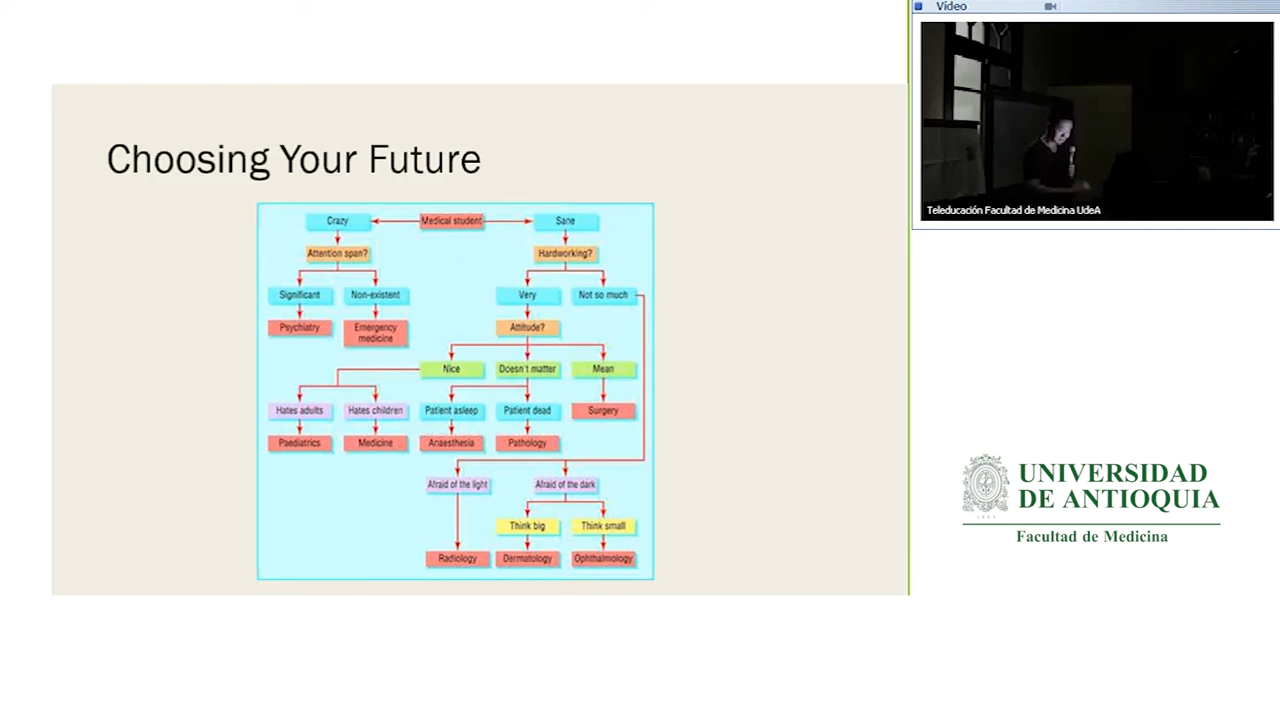 Vídeo
Teleducación Facultad de Medicina UdeA
Choosing Your Future
Crazy
Medical student
Sane
Attention span?
Hardworking?
Significant
Non-existent
Very
Not so much
Psychiatry
Emergency
medicine
Attitude?
Nice
Doesn't matter
Mean
Hates adults
Hates children
Patient asleep
Patient dead
Surgery
Paediatrics
Medicine
Anaesthesia
Pathology
Afraid of the light
Afraid of the dark
Think big
Think small
Radiology
Dermatology
Ophthalmology
UNIVERSIDAD
DE ANTIOQUIA
Facultad de Medicina